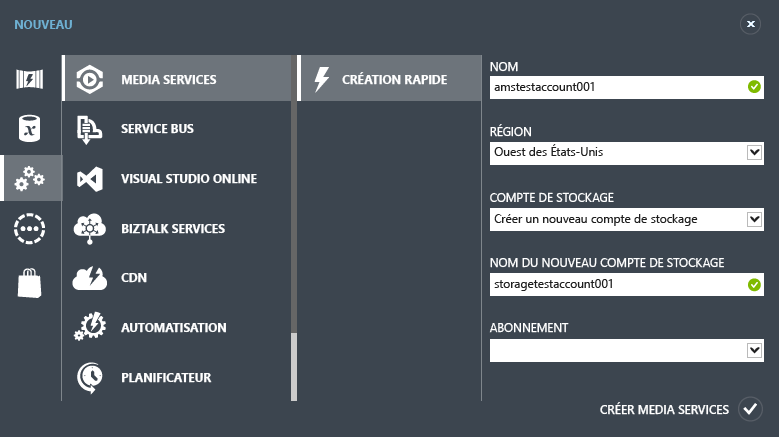 NOUVEAU
MEDIA SERVICES
SERVICE BUS
VISUAL STUDIO ONLINE
BIZTALK SERVICES
CDN
AUTOMATISATION
PLANIFICATEUR
CRÉATION RAPIDE
NOM
amstestaccount001
RÉGION
Ouest des États-Unis
COMPTE DE STOCKAGE
Créer un nouveau compte de stockage
NOM DU NOUVEAU COMPTE DE STOCKAGE
storagetestaccount001
ABONNEMENT
CRÉER MEDIA SERVICES